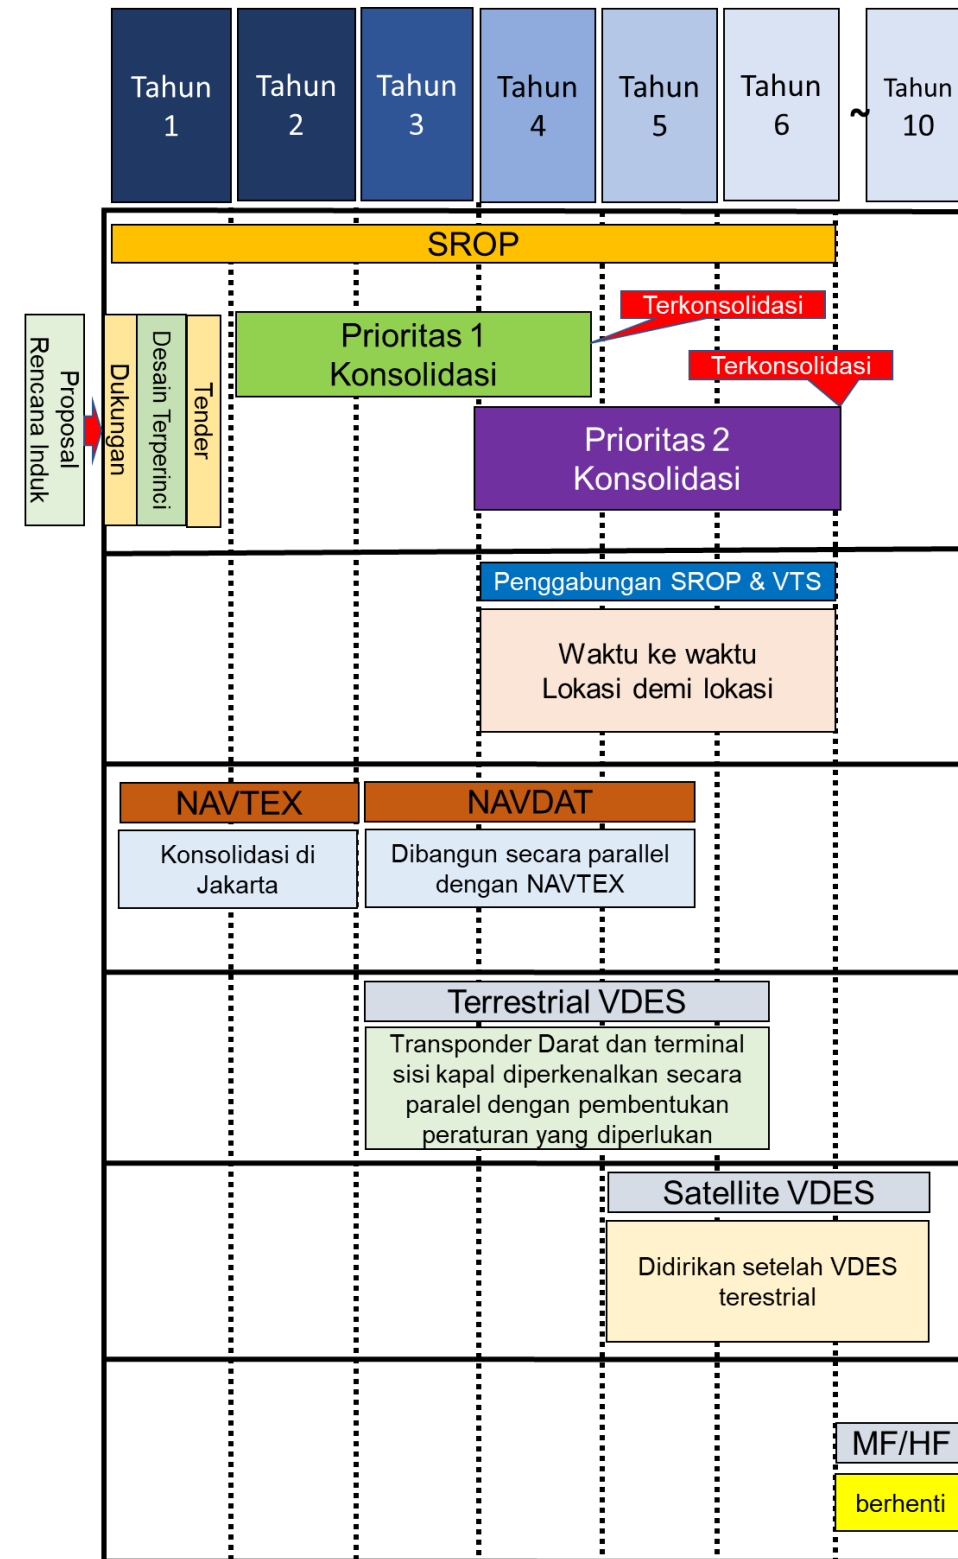 Tahun
1
Tahun
2
Tahun
3
Tahun
4
Tahun
5
Tahun
6
~
Tahun
10
SROP
Proposal
Rencana Induk
Dukungan
Desain Terperinci
Tender
Prioritas 1
Konsolidasi
Terkonsolidasi
Terkonsolidasi
Prioritas 2
Konsolidasi
Penggabungan SROP & VTS
Waktu ke waktu
Lokasi demi lokasi
NAVTEX
Konsolidasi di
Jakarta
NAVDAT
Dibangun secara parallel
dengan NAVTEX
Terrestrial VDES
Transponder Darat dan terminal
sisi kapal diperkenalkan secara
paralel dengan pembentukan
peraturan yang diperlukan
Satellite VDES
Didirikan setelah VDES
terestrial
MF/HF
berhenti